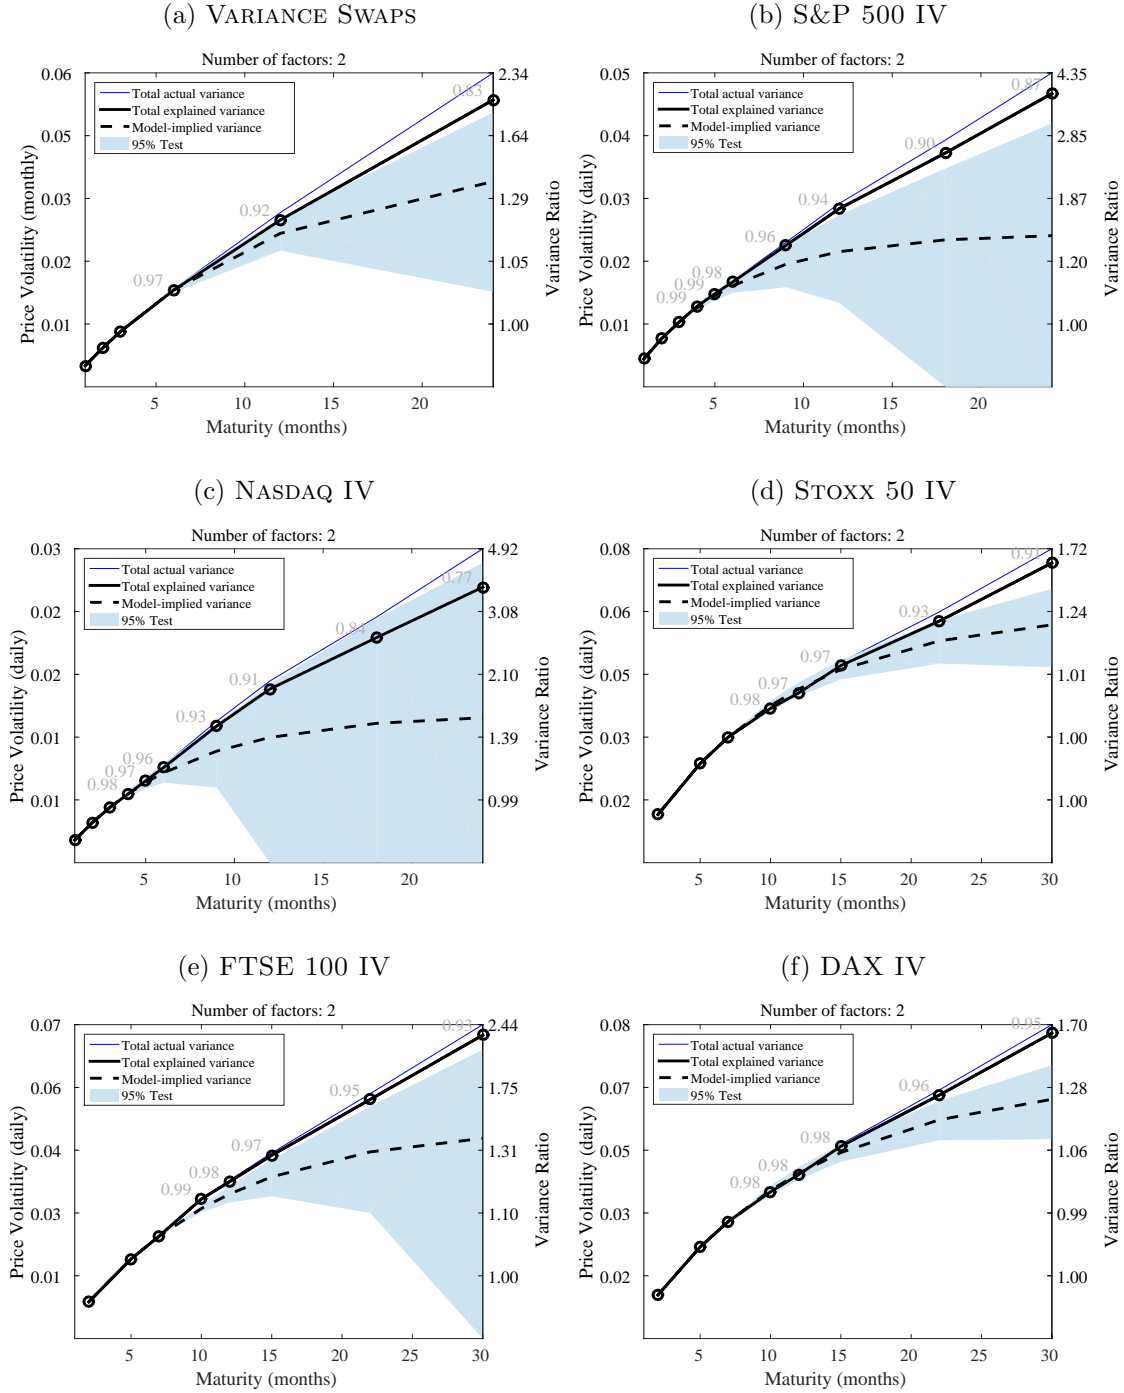 (a) Variance Swaps
Number of factors: 2
0.06
0.05
0.03
0.02
0.01
Price Volatility (monthly)
Total actual variance
Total explained variance
Model-implied variance
95% Test
0.97
0.92
0.83
2.34
1.64
1.29
1.05
1.00
Variance Ratio
5 10 15 20
Maturity (months)
(b) S&P 500 IV
Number of factors: 2
0.05
0.04
0.03
0.02
0.01
Price Volatility (daily)
Total actual variance
Total explained variance
Model-implied variance
95% Test
0.99
0.99
0.98
0.96
0.94
0.90
0.87
4.35
2.85
1.87
1.20
1.00
Variance Ratio
5 10 15 20
Maturity (months)
(c) Nasdaq IV
Number of factors: 2
0.03
0.02
0.02
0.01
0.01
Price Volatility (daily)
Total actual variance
Total explained variance
Model-implied variance
95% Test
0.98
0.97
0.96
0.93
0.91
0.84
0.77
4.92
3.08
2.10
1.39
0.99
Variance Ratio
5 10 15 20
Maturity (months)
(d) Stoxx 50 IV
Number of factors: 2
0.08
0.06
0.05
0.03
0.02
Price Volatility (daily)
Total actual variance
Total explained variance
Model-implied variance
95% Test
0.98
0.97
0.97
0.93
0.91
1.72
1.24
1.01
1.00
1.00
Variance Ratio
5 10 15 20 25 30
Maturity (months)
(e) FTSE 100 IV
Number of factors: 2
0.07
0.06
0.04
0.03
0.01
Price Volatility (daily)
Total actual variance
Total explained variance
Model-implied variance
95% Test
0.99
0.98
0.97
0.95
0.93
2.44
1.75
1.31
1.10
1.00
Variance Ratio
5 10 15 20 25 30
Maturity (months)
(f) DAX IV
Number of factors: 2
0.08
0.07
0.05
0.03
0.02
Price Volatility (daily)
Total actual variance
Total explained variance
Model-implied variance
95% Test
0.98
0.98
0.98
0.96
0.95
1.70
1.28
1.06
0.99
1.00
Variance Ratio
5 10 15 20 25 30
Maturity (months)